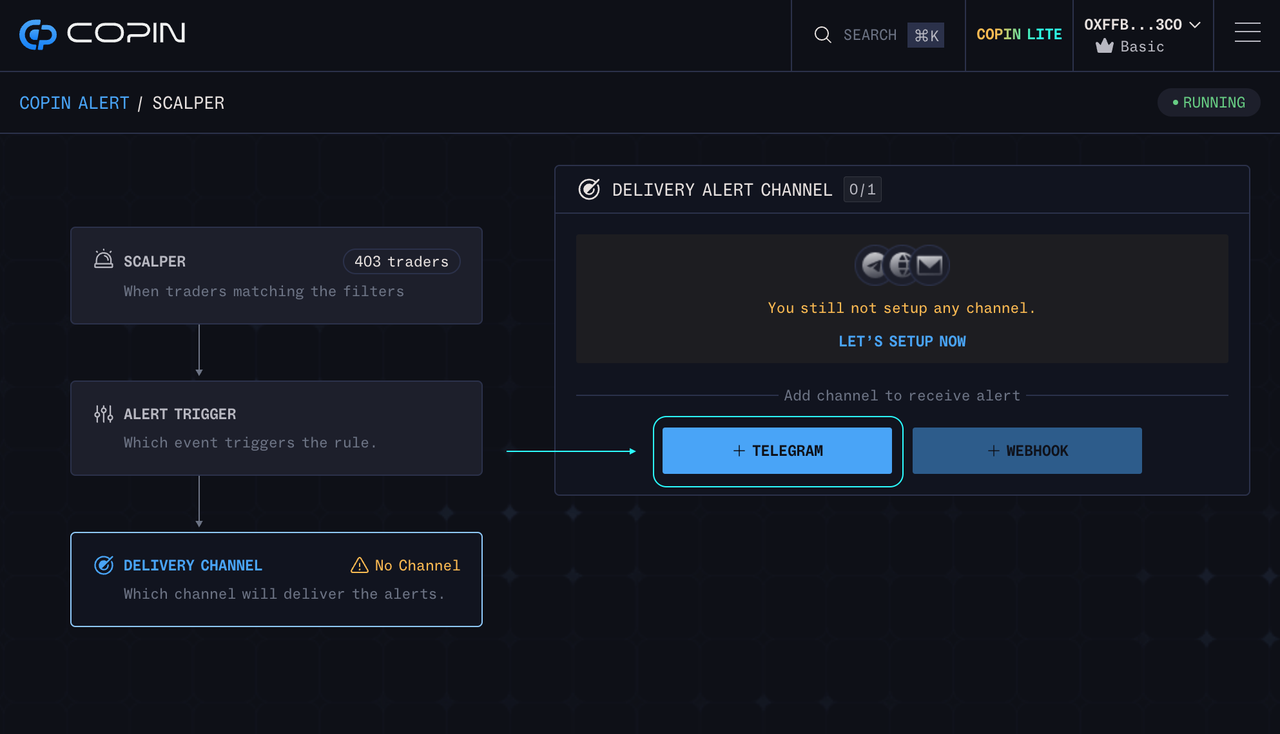 COPIN
SEARCH ⌘K
COPIN LITE
0XFFB...3C0
Basic
COPIN ALERT / SCALPER
RUNNING
SCALPER 403 traders
When traders matching the filters
ALERT TRIGGER
Which event triggers the rule.
DELIVERY CHANNEL No Channel
Which channel will deliver the alerts.
DELIVERY ALERT CHANNEL 0/1
You still not setup any channel.
LET'S SETUP NOW
Add channel to receive alert
+ TELEGRAM
+ WEBHOOK